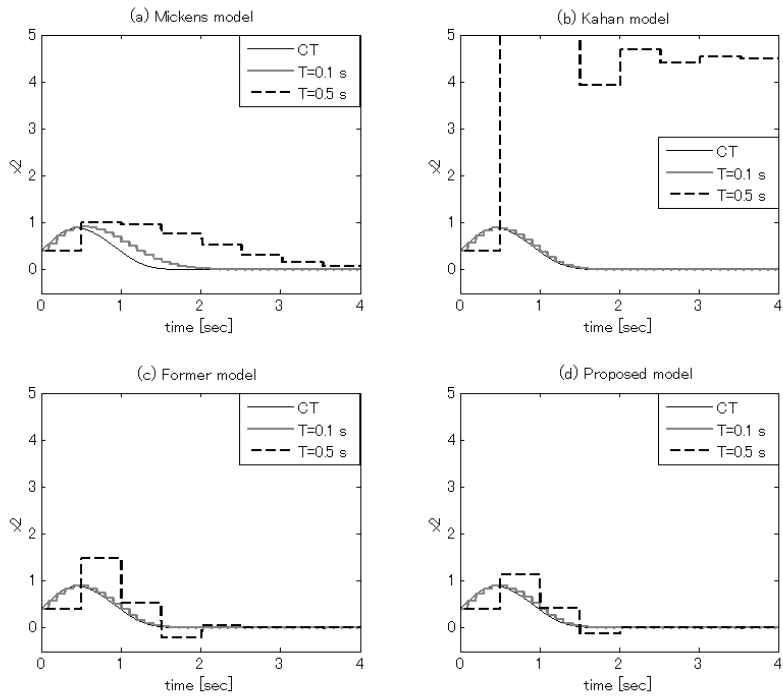 (a) Mickens model
5
4
3
2
1
0
x2
0 1 2 3 4
time [sec]
CT
T=0.1 s
T=0.5 s
(b) Kahan model
5
4
3
2
1
0
x2
0 1 2 3 4
time [sec]
CT
T=0.1 s
T=0.5 s
(c) Former model
5
4
3
2
1
0
x2
0 1 2 3 4
time [sec]
CT
T=0.1 s
T=0.5 s
(d) Proposed model
5
4
3
2
1
0
x2
0 1 2 3 4
time [sec]
CT
T=0.1 s
T=0.5 s